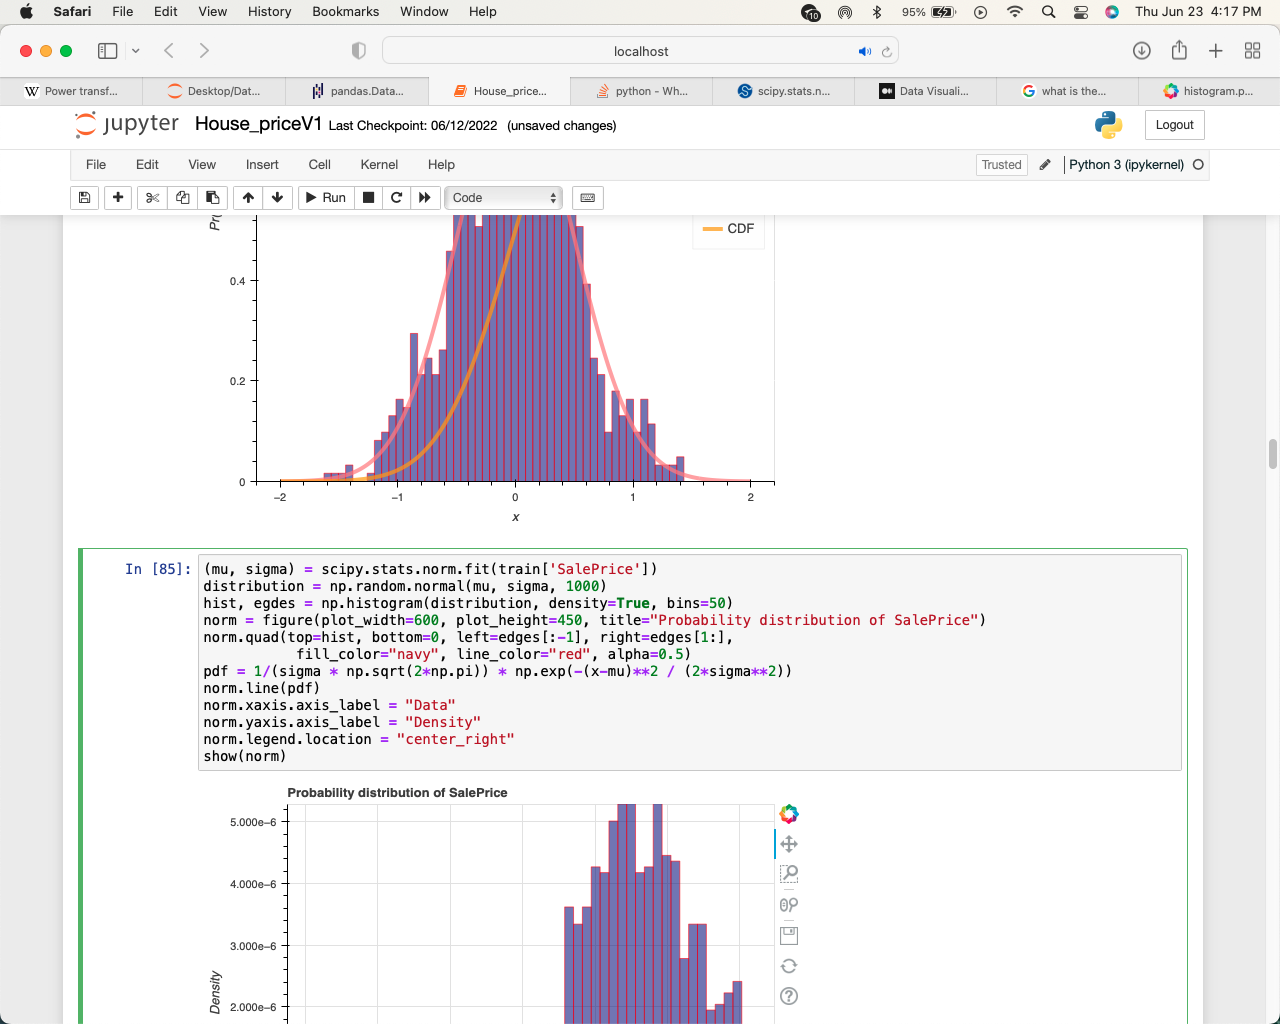 Safari File Edit View History Bookmarks Window Help 10 95% Thu Jun 23 4:17 PM
localhost
W Power transf... Desktop/Dat... pandas.Data... House_price... python - Wh... scipy.stats.n... Data Visuali... G what is the... histogram.p...
jupyter House_priceV1 Last Checkpoint: 06/12/2022 (unsaved changes) Logout
File Edit View Insert Cell Kernel Help Trusted Python 3 (ipykernel)
Run Code
CDF
0.4
0.2
0
−2 −1 0 1 2
x
In [85]: (mu, sigma) = scipy.stats.norm.fit(train['SalePrice'])
distribution = np.random.normal(mu, sigma, 1000)
hist, egdes = np.histogram(distribution, density=True, bins=50)
norm = figure(plot_width=600, plot_height=450, title="Probability distribution of SalePrice")
norm.quad(top=hist, bottom=0, left=edges[:-1], right=edges[1:],
fill_color="navy", line_color="red", alpha=0.5)
pdf = 1/(sigma * np.sqrt(2*np.pi)) * np.exp(-(x-mu)**2 / (2*sigma**2))
norm.line(pdf)
norm.xaxis.axis_label = "Data"
norm.yaxis.axis_label = "Density"
norm.legend.location = "center_right"
show(norm)
Probability distribution of SalePrice
5.000e−6
4.000e−6
3.000e−6
Density
2.000e−6